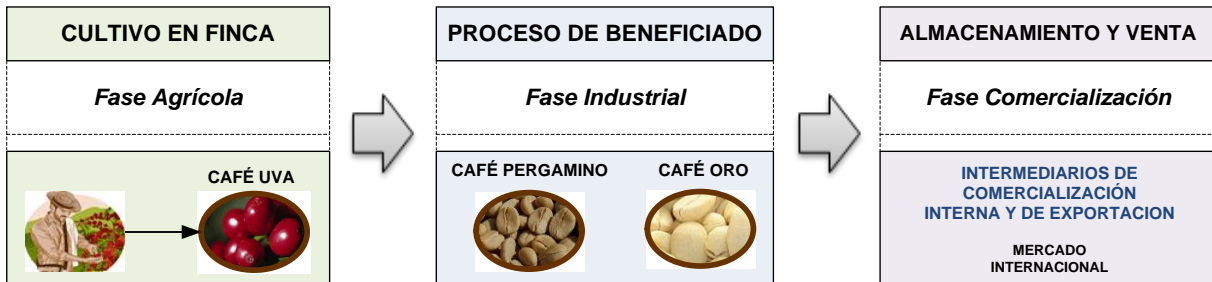 CULTIVO EN FINCA
Fase Agrícola
CAFÉ UVA
PROCESO DE BENEFICIADO
Fase Industrial
CAFÉ PERGAMINO
CAFÉ ORO
ALMACENAMIENTO Y VENTA
Fase Comercialización
INTERMEDIARIOS DE
COMERCIALIZACIÓN
INTERNA Y DE EXPORTACION
MERCADO
INTERNACIONAL